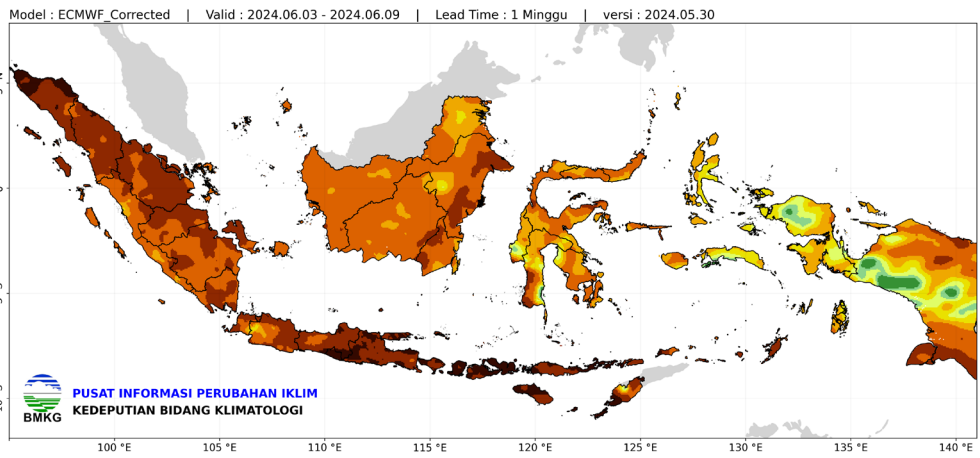 Model : ECMWF_Corrected | Valid : 2024.06.03 - 2024.06.09 | Lead Time : 1 Minggu | versi : 2024.05.30
PUSAT INFORMASI PERUBAHAN IKLIM
KEDEPUTIAN BIDANG KLIMATOLOGI
BMKG
100 °E 105 °E 110 °E 115 °E 120 °E 125 °E 130 °E 135 °E 140 °E